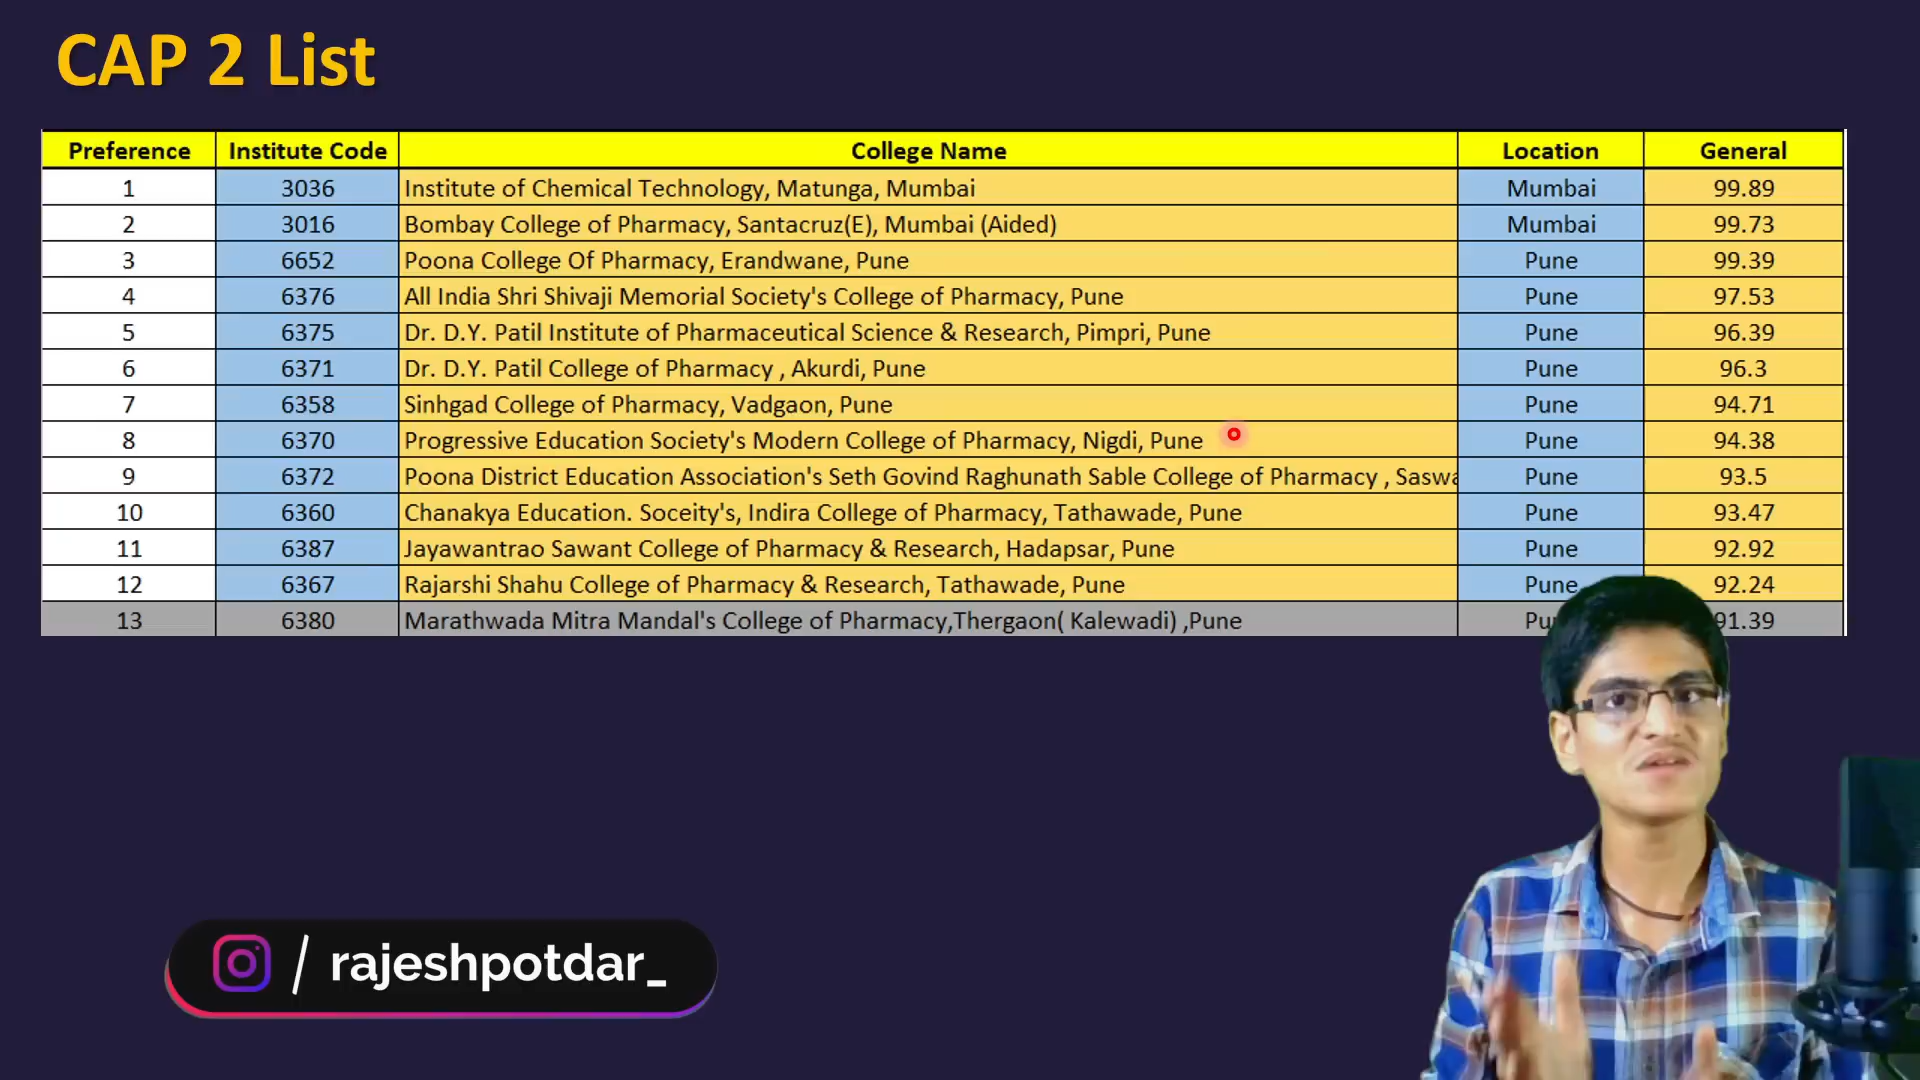 CAP 2 List
Preference Institute Code College Name Location General
1 3036 Institute of Chemical Technology, Matunga, Mumbai Mumbai 99.89
2 3016 Bombay College of Pharmacy, Santacruz(E), Mumbai (Aided) Mumbai 99.73
3 6652 Poona College Of Pharmacy, Erandwane, Pune Pune 99.39
4 6376 All India Shri Shivaji Memorial Society's College of Pharmacy, Pune Pune 97.53
5 6375 Dr. D.Y. Patil Institute of Pharmaceutical Science & Research, Pimpri, Pune Pune 96.39
6 6371 Dr. D.Y. Patil College of Pharmacy , Akurdi, Pune Pune 96.3
7 6358 Sinhgad College of Pharmacy, Vadgaon, Pune Pune 94.71
8 6370 Progressive Education Society's Modern College of Pharmacy, Nigdi, Pune Pune 94.38
9 6372 Poona District Education Association's Seth Govind Raghunath Sable College of Pharmacy , Saswa Pune 93.5
10 6360 Chanakya Education. Soceity's, Indira College of Pharmacy, Tathawade, Pune Pune 93.47
11 6387 Jayawantrao Sawant College of Pharmacy & Research, Hadapsar, Pune Pune 92.92
12 6367 Rajarshi Shahu College of Pharmacy & Research, Tathawade, Pune Pune 92.24
13 6380 Marathwada Mitra Mandal's College of Pharmacy,Thergaon( Kalewadi) ,Pune Pu 91.39
/ rajeshpotdar_